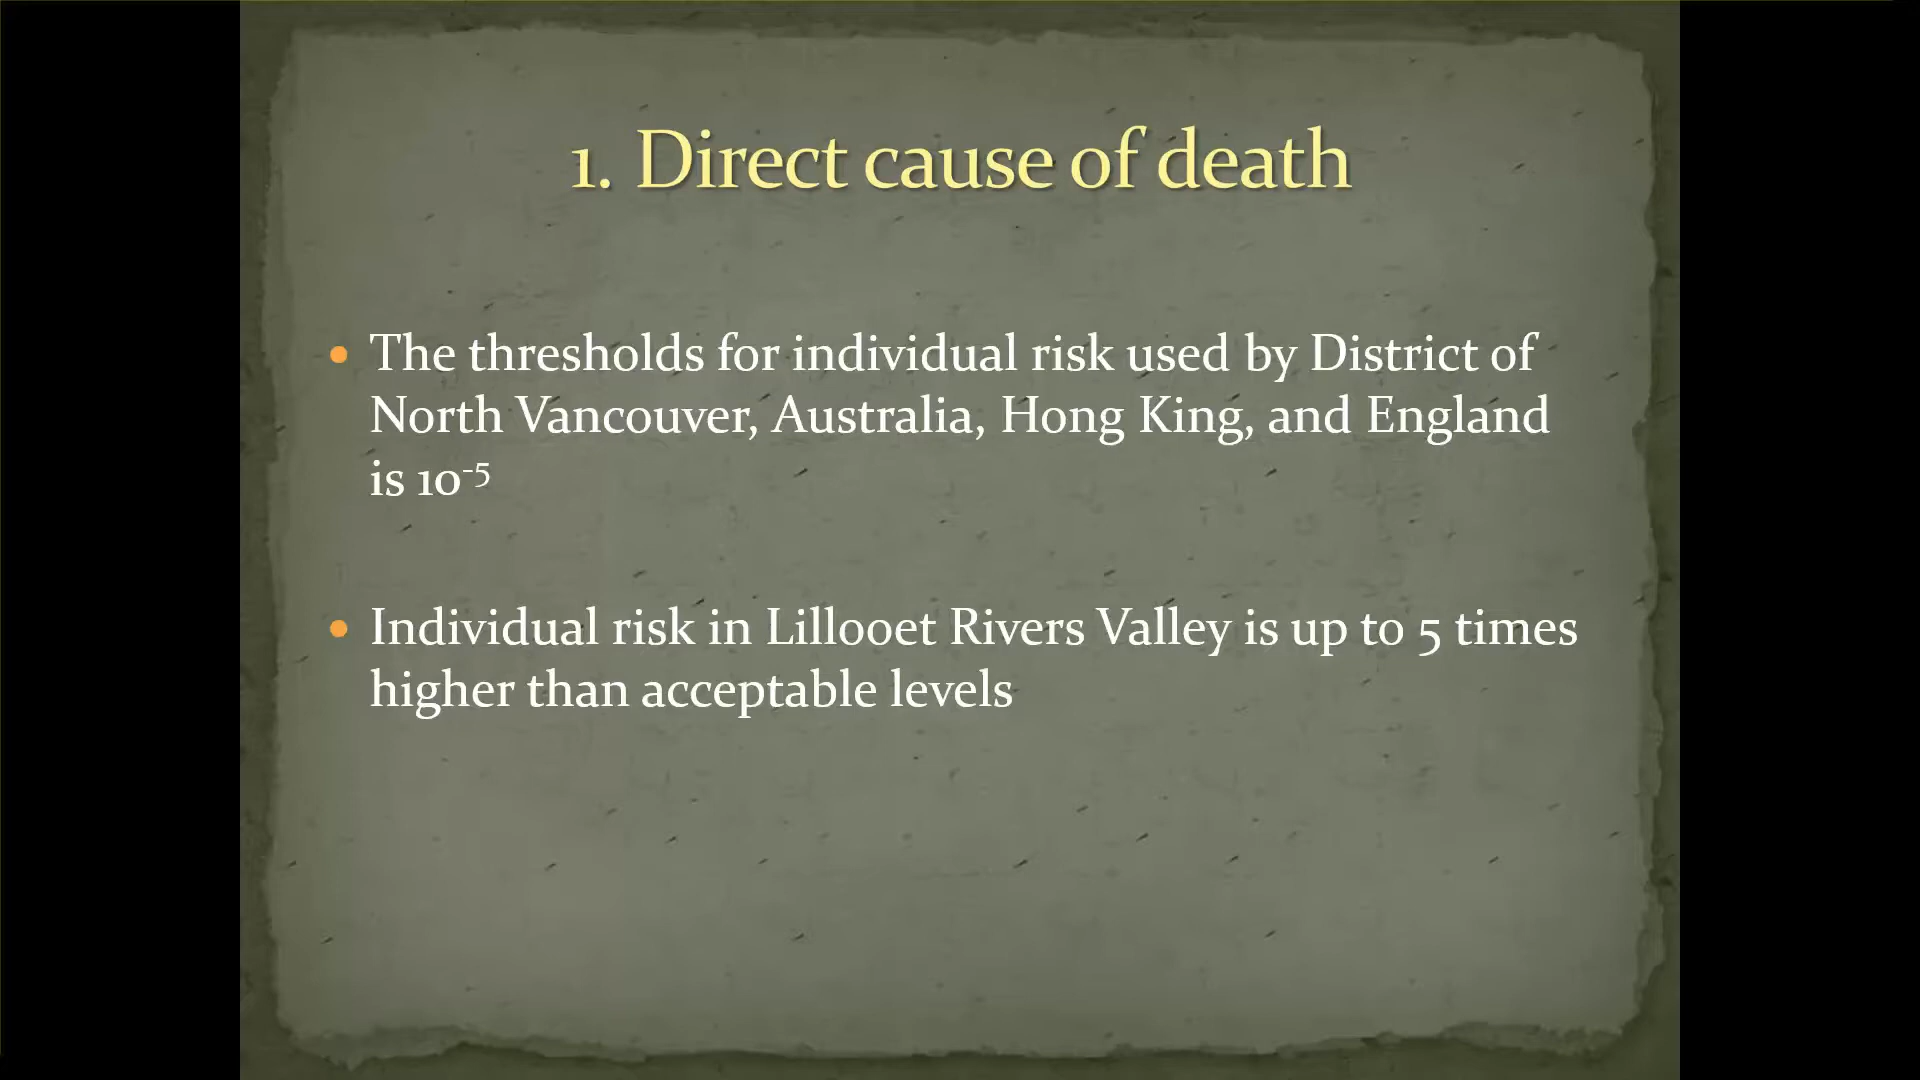 1. Direct cause of death
• The thresholds for individual risk used by District of
North Vancouver, Australia, Hong King, and England
is 10⁻⁵
• Individual risk in Lillooet Rivers Valley is up to 5 times
higher than acceptable levels